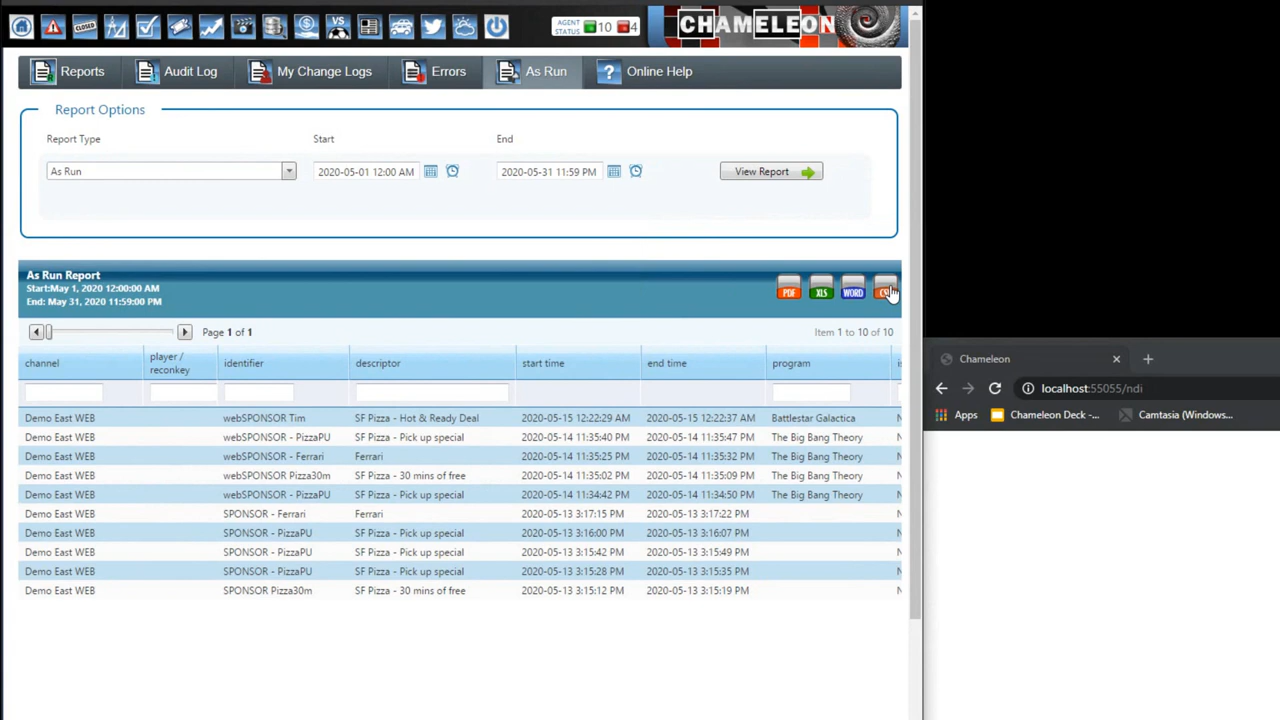 CLOSED
VS
AGENT
STATUS
10
4
CHAMELEON
Reports
Audit Log
My Change Logs
Errors
As Run
? Online Help
Report Options
Report Type
Start
End
As Run
2020-05-01 12:00 AM
2020-05-31 11:59 PM
View Report
As Run Report
Start:May 1, 2020 12:00:00 AM
End: May 31, 2020 11:59:00 PM
PDF
XLS
WORD
Page 1 of 1
Item 1 to 10 of 10
channel
player /
reconkey
identifier
descriptor
start time
end time
program
Demo East WEB webSPONSOR Tim SF Pizza - Hot & Ready Deal 2020-05-15 12:22:29 AM 2020-05-15 12:22:37 AM Battlestar Galactica
Demo East WEB webSPONSOR - PizzaPU SF Pizza - Pick up special 2020-05-14 11:35:40 PM 2020-05-14 11:35:47 PM The Big Bang Theory
Demo East WEB webSPONSOR - Ferrari Ferrari 2020-05-14 11:35:25 PM 2020-05-14 11:35:32 PM The Big Bang Theory
Demo East WEB webSPONSOR Pizza30m SF Pizza - 30 mins of free 2020-05-14 11:35:02 PM 2020-05-14 11:35:09 PM The Big Bang Theory
Demo East WEB webSPONSOR - PizzaPU SF Pizza - Pick up special 2020-05-14 11:34:42 PM 2020-05-14 11:34:50 PM The Big Bang Theory
Demo East WEB SPONSOR - Ferrari Ferrari 2020-05-13 3:17:15 PM 2020-05-13 3:17:22 PM
Demo East WEB SPONSOR - PizzaPU SF Pizza - Pick up special 2020-05-13 3:16:00 PM 2020-05-13 3:16:07 PM
Demo East WEB SPONSOR - PizzaPU SF Pizza - Pick up special 2020-05-13 3:15:42 PM 2020-05-13 3:15:49 PM
Demo East WEB SPONSOR - PizzaPU SF Pizza - Pick up special 2020-05-13 3:15:28 PM 2020-05-13 3:15:35 PM
Demo East WEB SPONSOR Pizza30m SF Pizza - 30 mins of free 2020-05-13 3:15:12 PM 2020-05-13 3:15:19 PM
Chameleon
localhost:55055/ndi
Apps
Chameleon Deck -...
Camtasia (Windows...